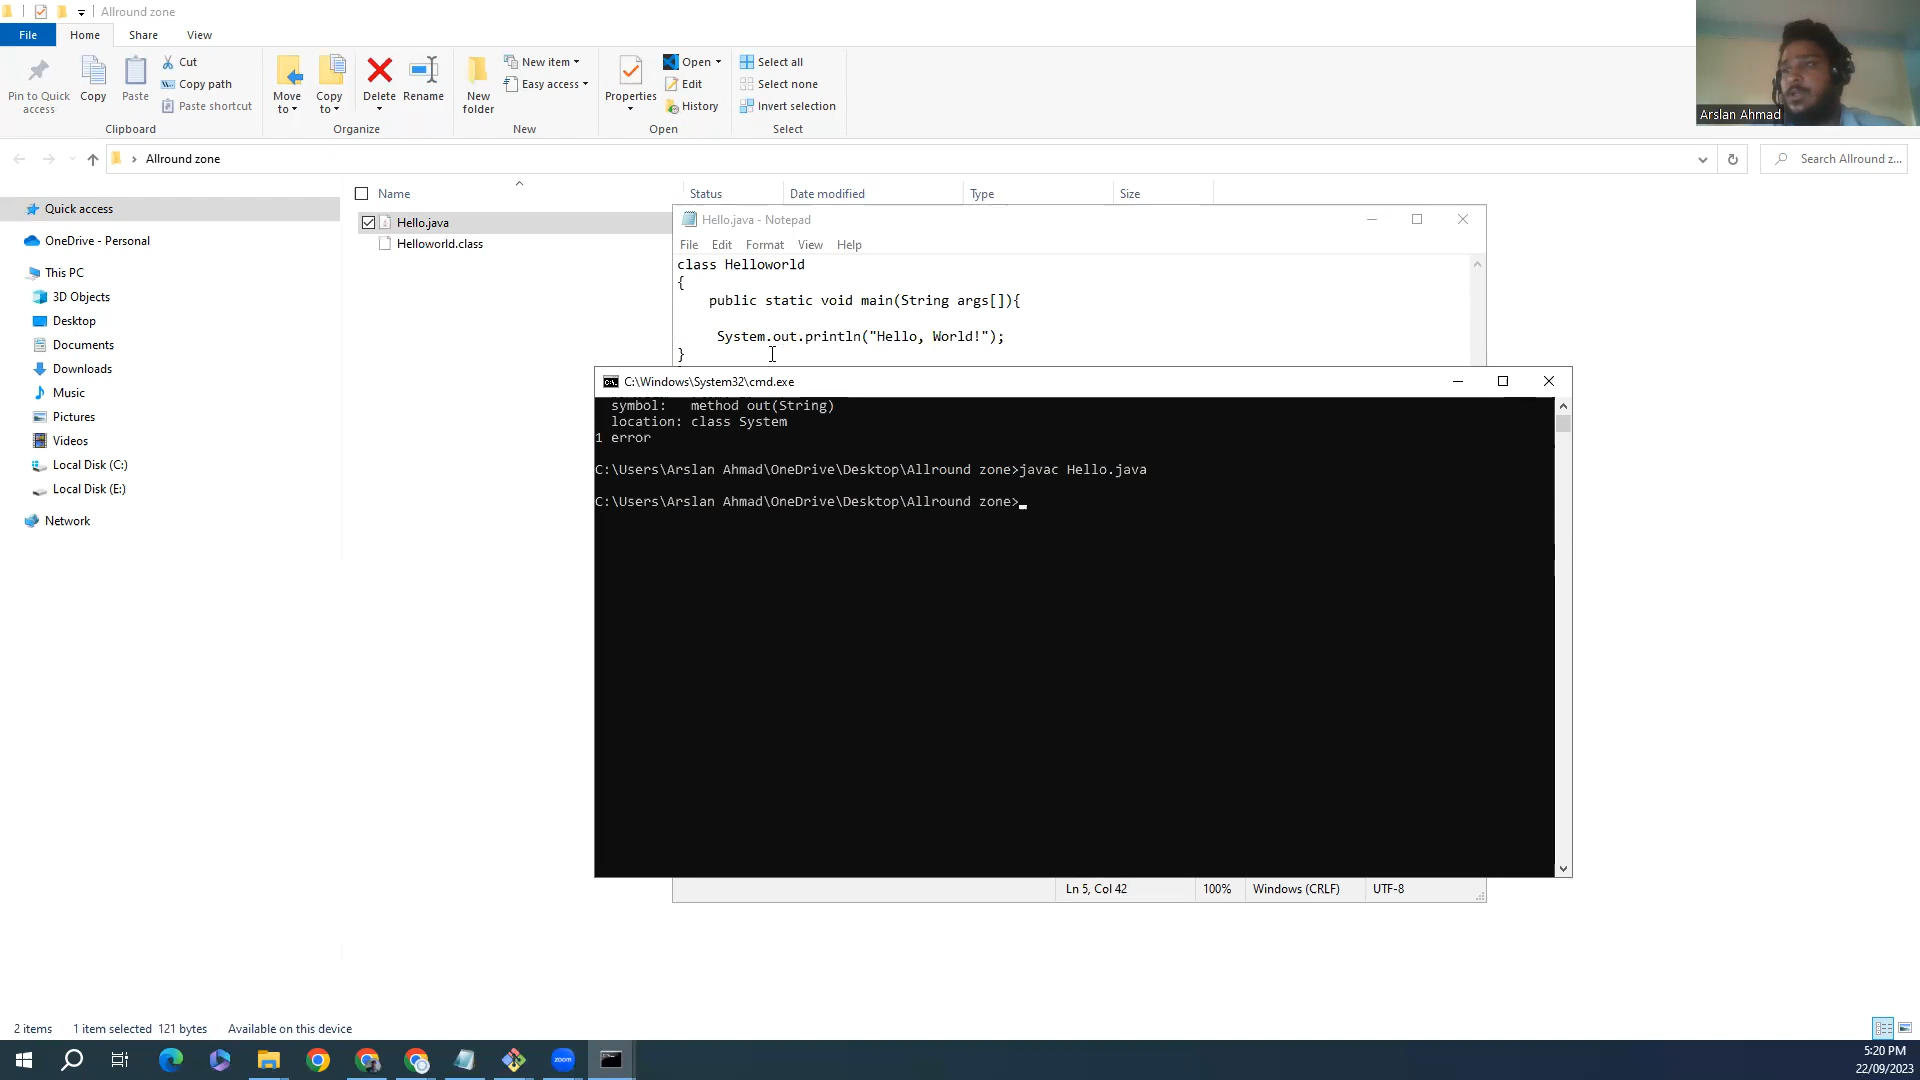 Allround zone
File Home Share View
Pin to Quick access
Copy
Paste
Cut
Copy path
Paste shortcut
Clipboard
Move to
Copy to
Delete
Rename
Organize
New folder
New item
Easy access
New
Properties
Open
Edit
History
Open
Select all
Select none
Invert selection
Select
Arslan Ahmad
Allround zone
Search Allround z...
Name Status Date modified Type Size
Quick access
OneDrive - Personal
This PC
3D Objects
Desktop
Documents
Downloads
Music
Pictures
Videos
Local Disk (C:)
Local Disk (E:)
Network
Hello.java
Helloworld.class
Hello.java - Notepad
File Edit Format View Help
class Helloworld
{
public static void main(String args[]){
System.out.println("Hello, World!");
}
C:\Windows\System32\cmd.exe
symbol: method out(String)
location: class System
1 error
C:\Users\Arslan Ahmad\OneDrive\Desktop\Allround zone>javac Hello.java
C:\Users\Arslan Ahmad\OneDrive\Desktop\Allround zone>
Ln 5, Col 42 100% Windows (CRLF) UTF-8
2 items 1 item selected 121 bytes Available on this device
zoom
5:20 PM
22/09/2023